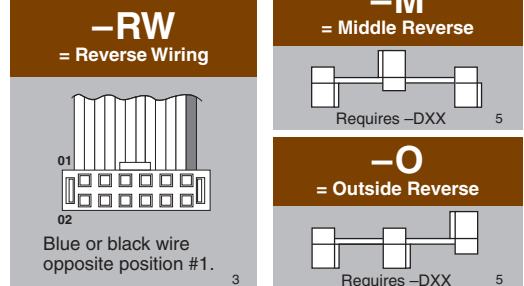 –RW
= Reverse Wiring
01
02
Blue or black wire
opposite position #1.
3
–M
= Middle Reverse
Requires –DXX
5
–O
= Outside Reverse
Requires –DXX
5